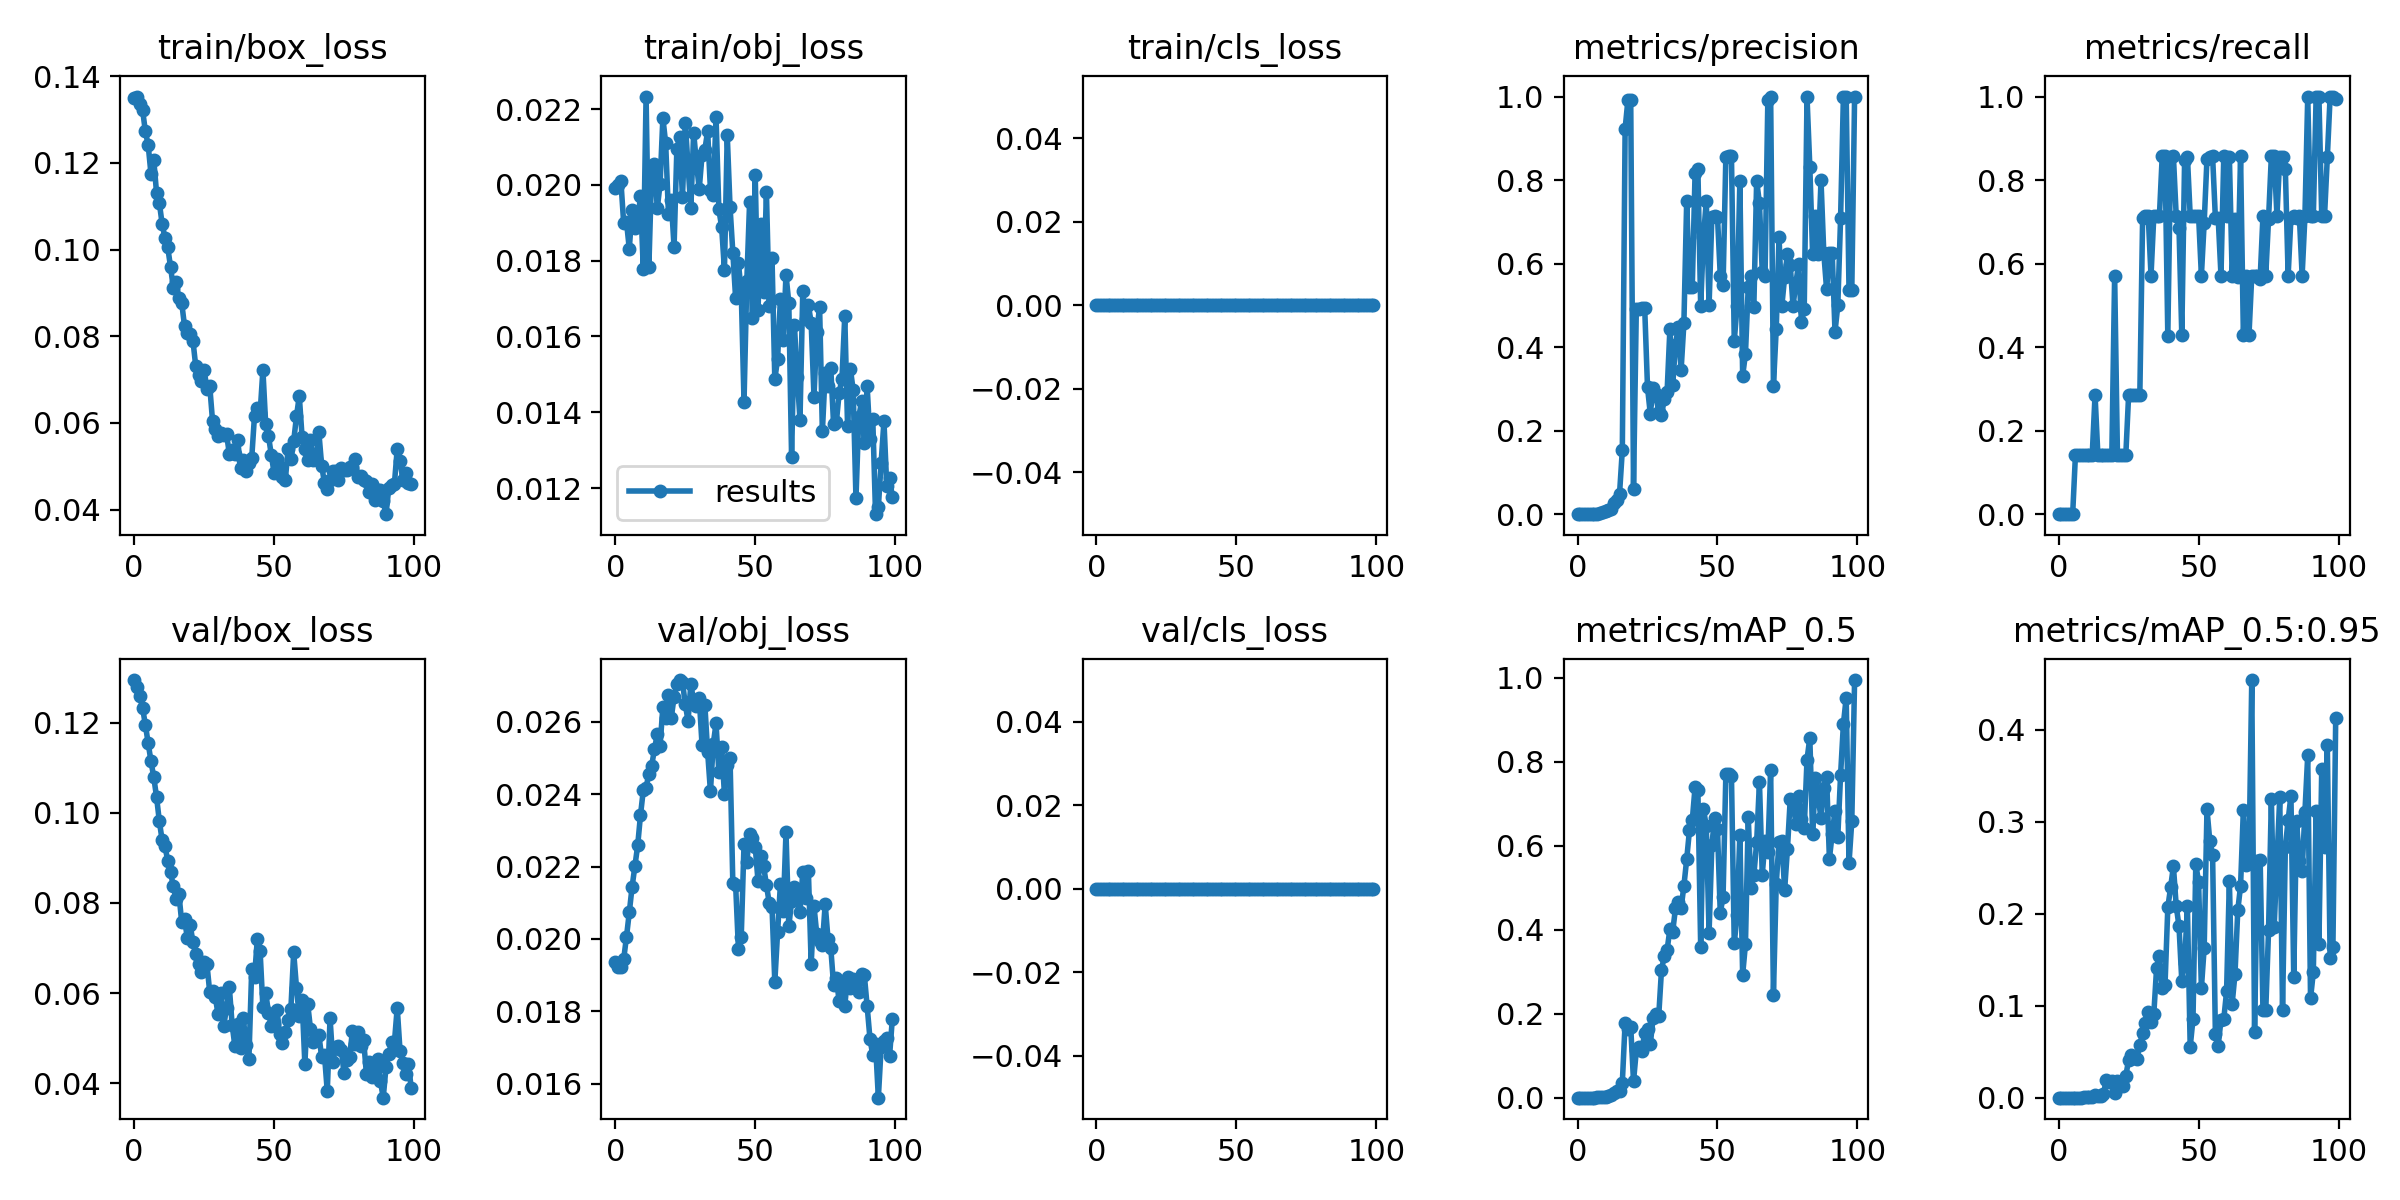 train/box_loss
0.14
0.12
0.10
0.08
0.06
0.04
0 50 100
train/obj_loss
0.022
0.020
0.018
0.016
0.014
0.012
results
0 50 100
train/cls_loss
0.04
0.02
0.00
−0.02
−0.04
0 50 100
metrics/precision
1.0
0.8
0.6
0.4
0.2
0.0
0 50 100
metrics/recall
1.0
0.8
0.6
0.4
0.2
0.0
0 50 100
val/box_loss
0.12
0.10
0.08
0.06
0.04
0 50 100
val/obj_loss
0.026
0.024
0.022
0.020
0.018
0.016
0 50 100
val/cls_loss
0.04
0.02
0.00
−0.02
−0.04
0 50 100
metrics/mAP_0.5
1.0
0.8
0.6
0.4
0.2
0.0
0 50 100
metrics/mAP_0.5:0.95
0.4
0.3
0.2
0.1
0.0
0 50 100